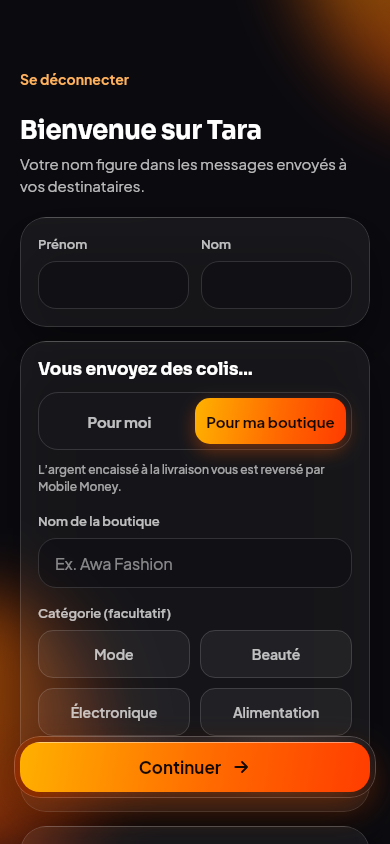 Se déconnecter
Bienvenue sur Tara
Votre nom figure dans les messages envoyés à
vos destinataires.
Prénom
Nom
Vous envoyez des colis...
Pour moi
Pour ma boutique
L'argent encaissé à la livraison vous est reversé par
Mobile Money.
Nom de la boutique
Ex. Awa Fashion
Catégorie (facultatif)
Mode
Beauté
Électronique
Alimentation
Continuer →